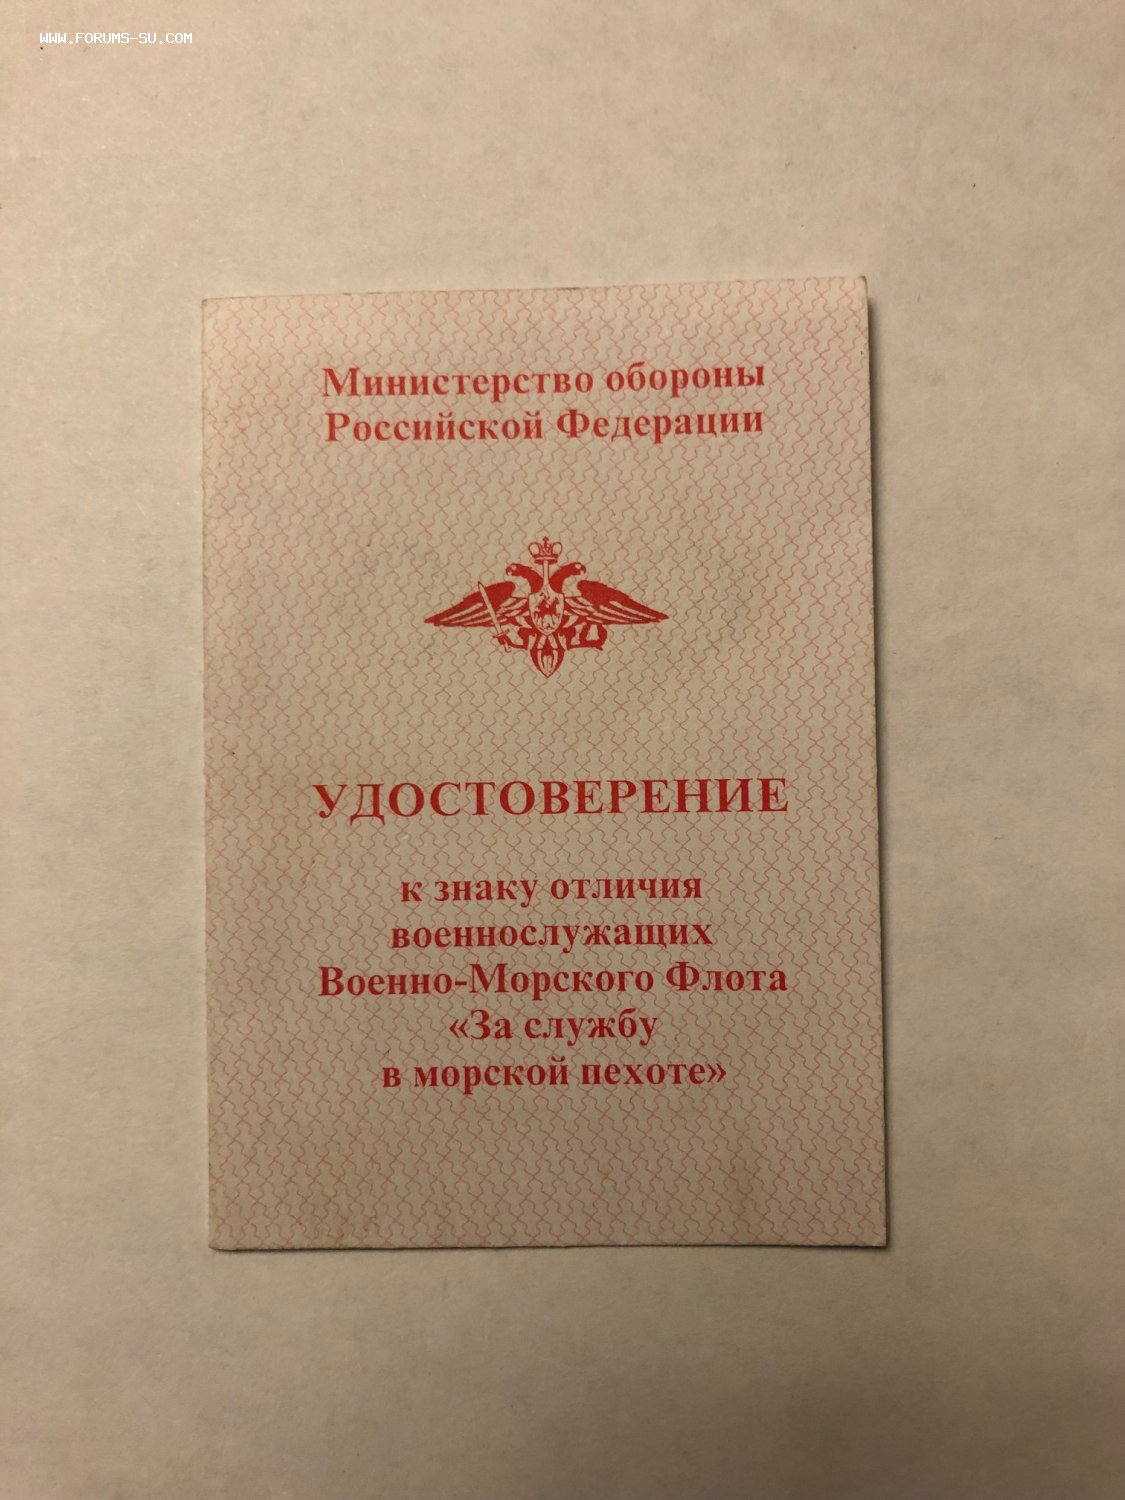 WWW.FORUMS-SU.COM
Министерство обороны
Российской Федерации
УДОСТОВЕРЕНИЕ
к знаку отличия
военнослужащих
Военно-Морского Флота
«За службу
в морской пехоте»